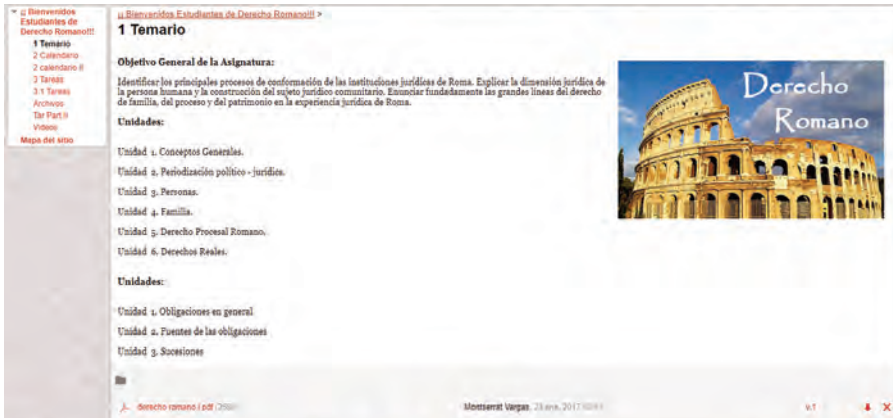 ¡¡ Bienvenidos
Estudiantes de
Derecho Romano!!!
1 Temario
2 Calendario
2 calendario II
3 Tareas
3.1 Tareas
Archivos
Tar Part II
Videos
Mapa del sitio
¡¡ Bienvenidos Estudiantes de Derecho Romano!!! >
1 Temario
Objetivo General de la Asignatura:
Identificar los principales procesos de conformación de las instituciones jurídicas de Roma. Explicar la dimensión jurídica de
la persona humana y la construcción del sujeto jurídico comunitario. Enunciar fundadamente las grandes líneas del derecho
de familia, del proceso y del patrimonio en la experiencia jurídica de Roma.
Unidades:
Unidad 1. Conceptos Generales.
Unidad 2. Periodización político - jurídica.
Unidad 3. Personas.
Unidad 4. Familia.
Unidad 5. Derecho Procesal Romano.
Unidad 6. Derechos Reales.
Unidades:
Unidad 1. Obligaciones en general
Unidad 2. Fuentes de las obligaciones
Unidad 3. Sucesiones
Derecho
Romano
derecho romano I.pdf
Montserrat Vargas, 23 ene. 2017
v.1